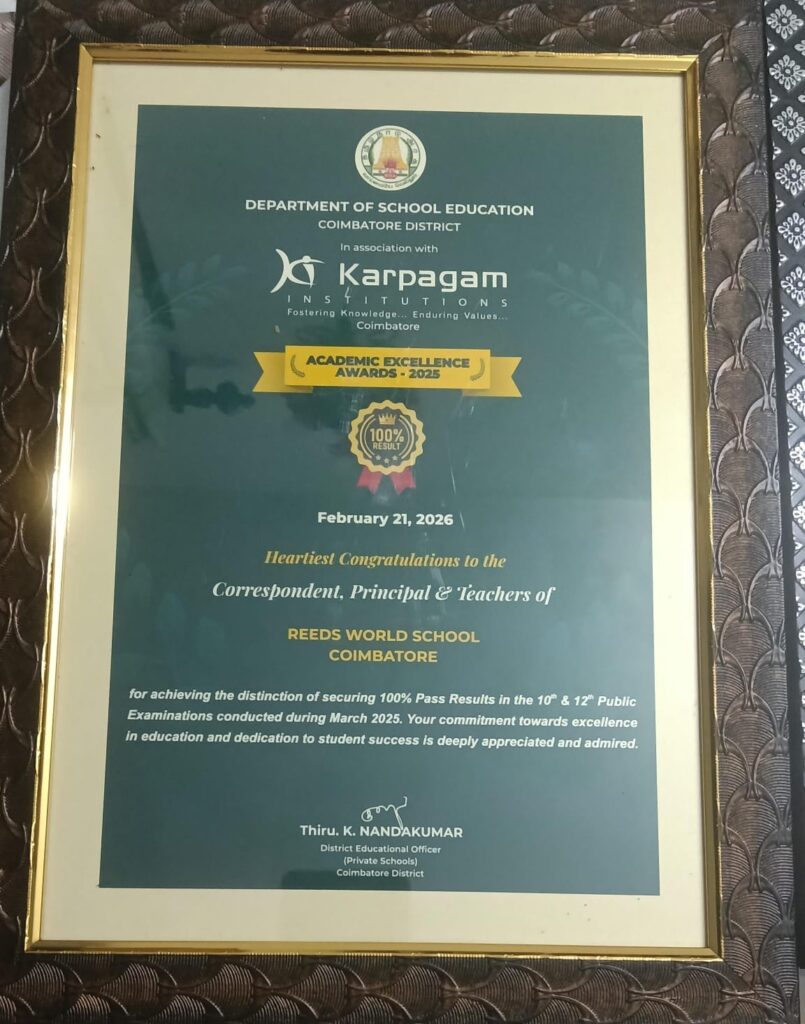 DEPARTMENT OF SCHOOL EDUCATION
COIMBATORE DISTRICT
In association with
Karpagam
INSTITUTIONS
Fostering Knowledge... Enduring Values...
Coimbatore
ACADEMIC EXCELLENCE
AWARDS - 2025
100%
RESULT
February 21, 2026
Heartiest Congratulations to the
Correspondent, Principal & Teachers of
REEDS WORLD SCHOOL
COIMBATORE
for achieving the distinction of securing 100% Pass Results in the 10th & 12th Public
Examinations conducted during March 2025. Your commitment towards excellence
in education and dedication to student success is deeply appreciated and admired.
Thiru. K. NANDAKUMAR
District Educational Officer
(Private Schools)
Coimbatore District